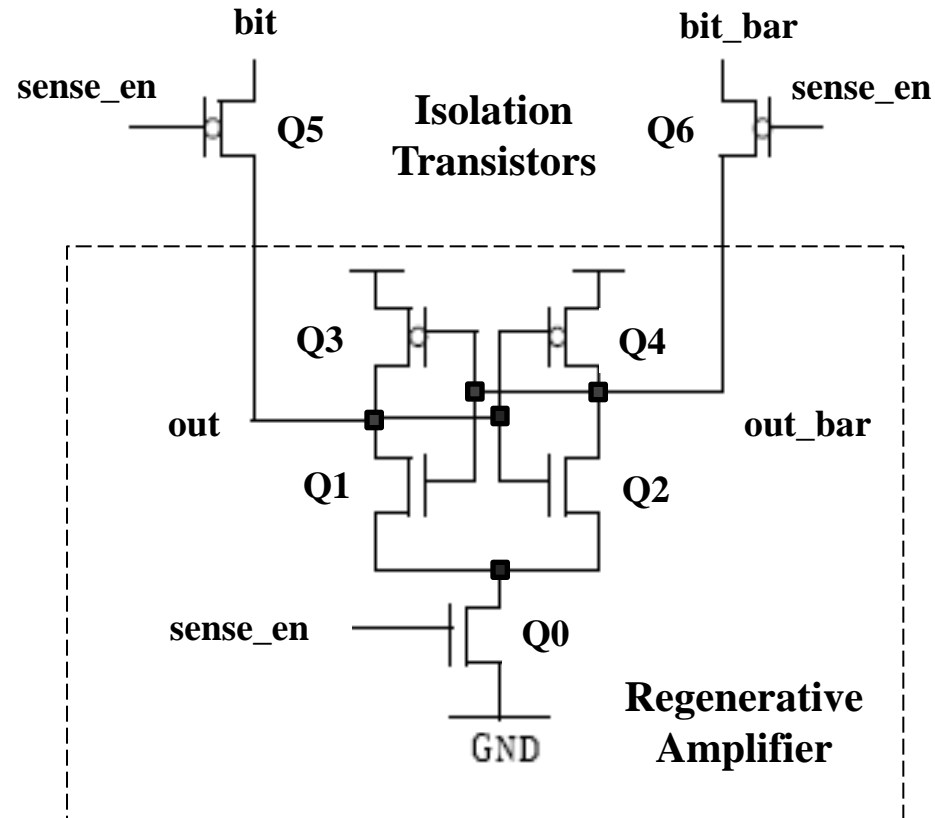 bit
bit_bar
sense_en
sense_en
Q5
Isolation
Transistors
Q6
Q3
Q4
out
out_bar
Q1
Q2
sense_en
Q0
Regenerative
Amplifier
GND